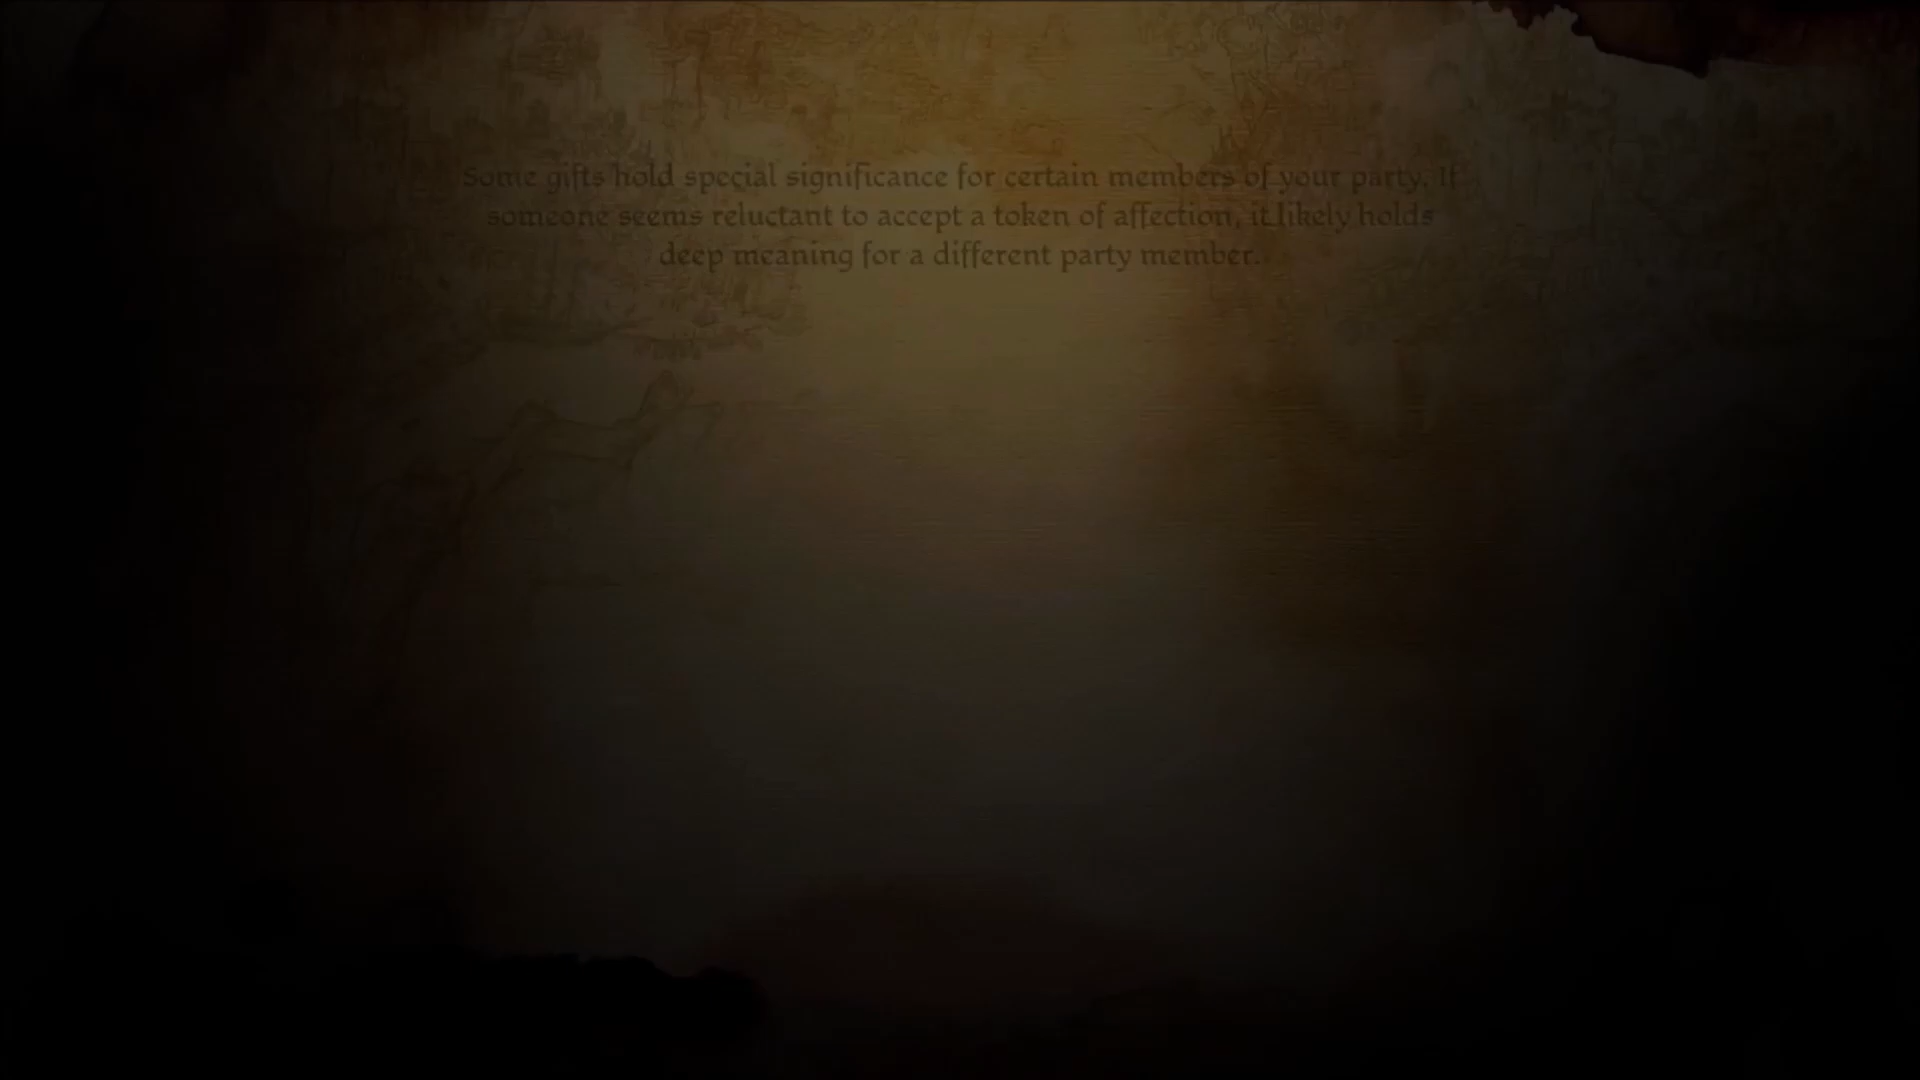 Some gifts hold special significance for certain members of your party. If
someone seems reluctant to accept a token of affection, it likely holds
deep meaning for a different party member.